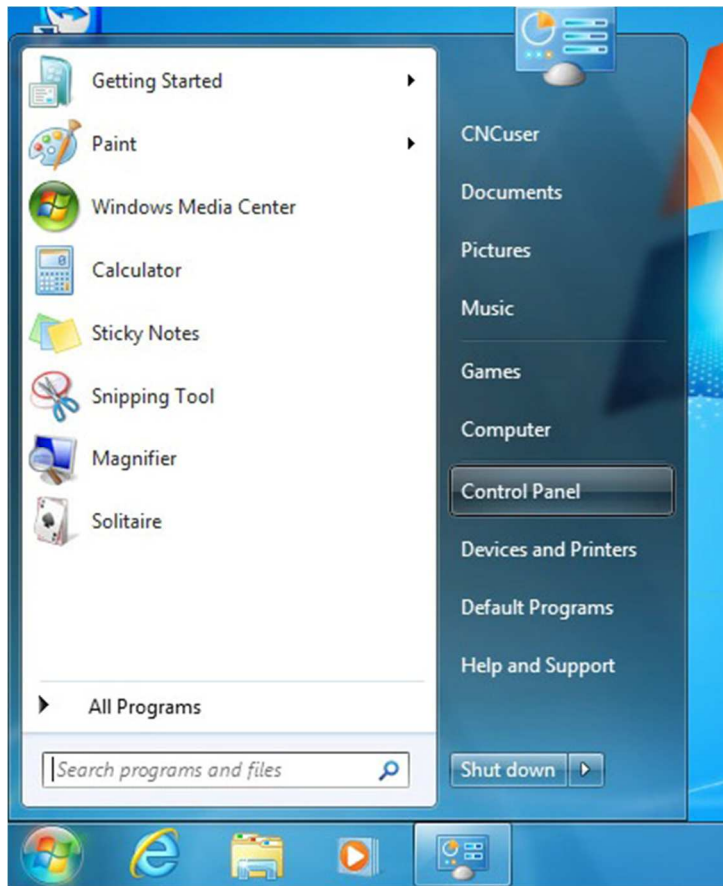 Getting Started
Paint
Windows Media Center
Calculator
Sticky Notes
Snipping Tool
Magnifier
Solitaire
All Programs
Search programs and files
CNCuser
Documents
Pictures
Music
Games
Computer
Control Panel
Devices and Printers
Default Programs
Help and Support
Shut down